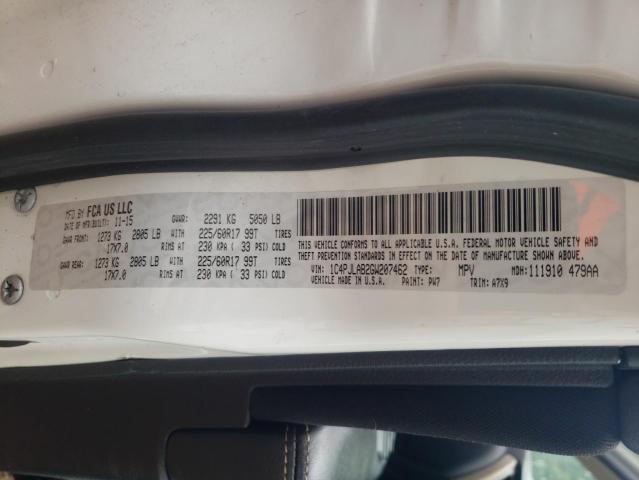 MFD BY FCA US LLC
DATE OF MFR(BUILT): 11-15 GVWR: 2291 KG 5050 LB
GAWR FRONT: 1273 KG 2805 LB WITH 225/60R17 99T TIRES
17X7.0 RIMS AT 230 KPA ( 33 PSI) COLD
GAWR REAR: 1273 KG 2805 LB WITH 225/60R17 99T TIRES
17X7.0 RIMS AT 230 KPA ( 33 PSI) COLD
THIS VEHICLE CONFORMS TO ALL APPLICABLE U.S.A. FEDERAL MOTOR VEHICLE SAFETY AND
THEFT PREVENTION STANDARDS IN EFFECT ON THE DATE OF MANUFACTURE SHOWN ABOVE.
VIN: 1C4PJLAB2GW207462 TYPE: MPV MDH: 111910 479AA
VEHICLE MADE IN U.S.A. PAINT: PW7 TRIM: A7X9